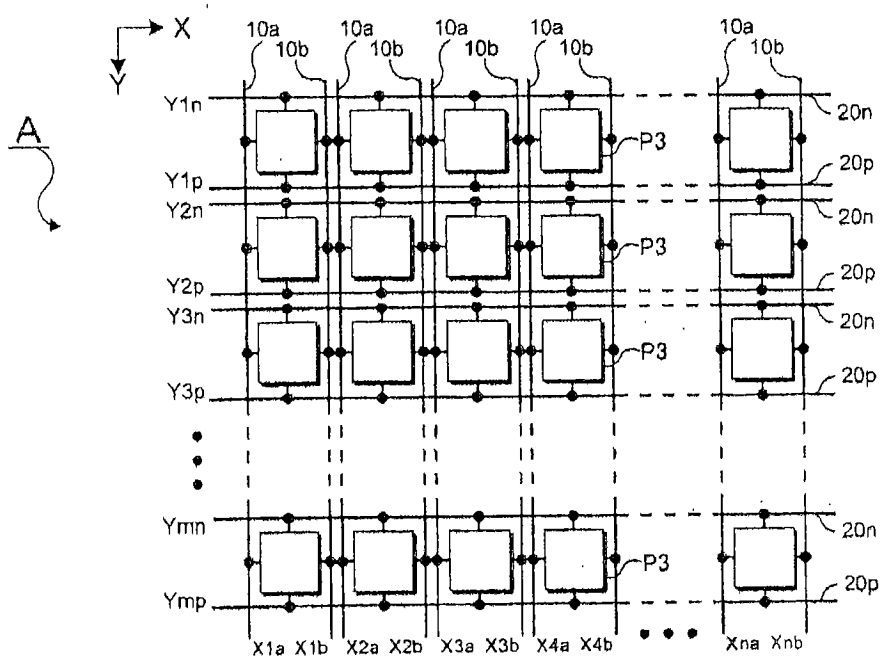 X
Y
A
10a 10b 10a 10b 10a 10b 10a 10b 10a 10b
Y1n 20n
P3
Y1p 20p
Y2n 20n
P3
Y2p 20p
Y3n 20n
P3
Y3p 20p
Ymn 20n
P3
Ymp 20p
X1a X1b X2a X2b X3a X3b X4a X4b Xna Xnb